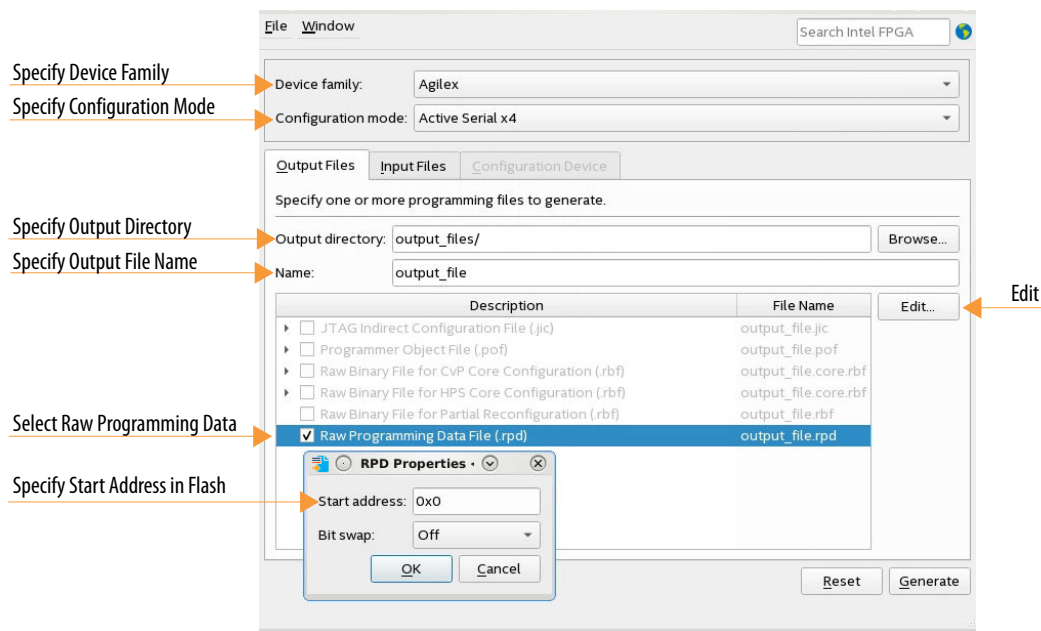 File Window
Search Intel FPGA
Specify Device Family
Device family: Agilex
Specify Configuration Mode
Configuration mode: Active Serial x4
Output Files Input Files Configuration Device
Specify one or more programming files to generate.
Specify Output Directory
Output directory: output_files/ Browse...
Specify Output File Name
Name: output_file
Description File Name Edit... Edit
JTAG Indirect Configuration File (.jic) output_file.jic
Programmer Object File (.pof) output_file.pof
Raw Binary File for CvP Core Configuration (.rbf) output_file.core.rbf
Raw Binary File for HPS Core Configuration (.rbf) output_file.core.rbf
Raw Binary File for Partial Reconfiguration (.rbf) output_file.rbf
Select Raw Programming Data
Raw Programming Data File (.rpd) output_file.rpd
RPD Properties
Specify Start Address in Flash
Start address: 0x0
Bit swap: Off
OK Cancel
Reset Generate